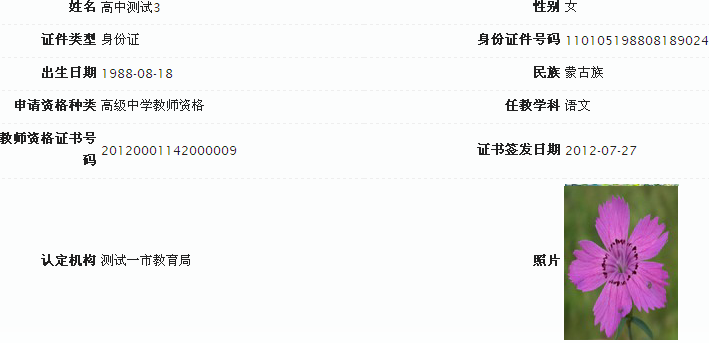 姓名 高中测试3 性别 女
证件类型 身份证 身份证件号码 110105198808189024
出生日期 1988-08-18 民族 蒙古族
申请资格种类 高级中学教师资格 任教学科 语文
教师资格证书号
码 20120001142000009 证书签发日期 2012-07-27
认定机构 测试一市教育局 照片